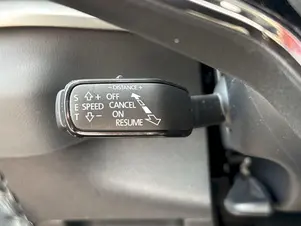 - DISTANCE +
S E T
SPEED + -
OFF
CANCEL
ON
RESUME